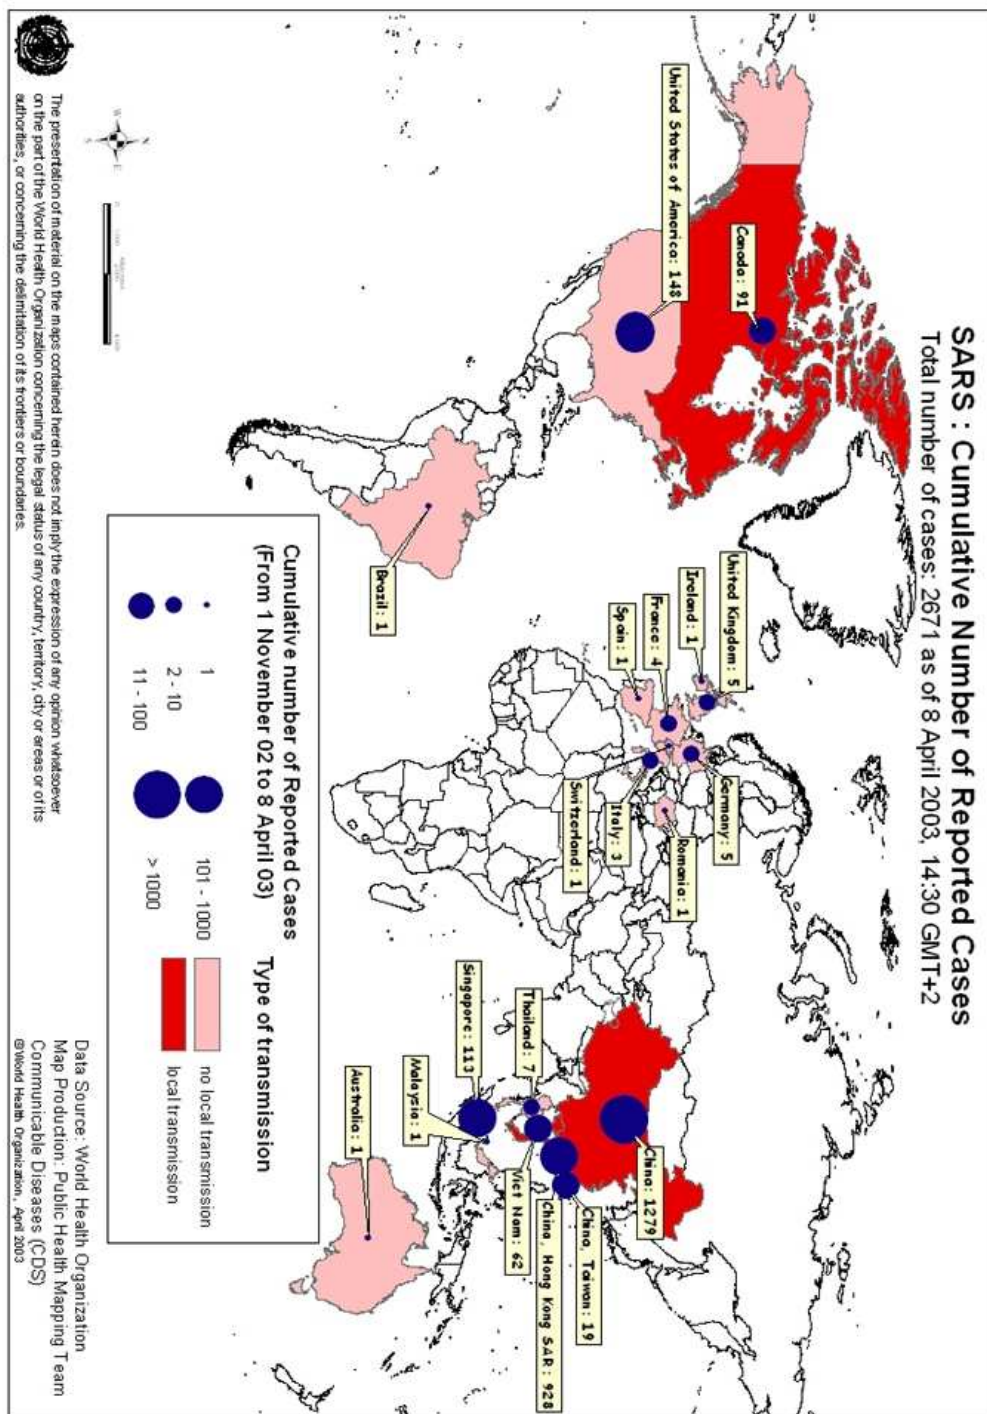 SARS : Cumulative Number of Reported Cases
Total number of cases: 2671 as of 8 April 2003, 14:30 GMT+2
Canada: 91
United States of America: 148
United Kingdom: 5
Ireland: 1
France: 4
Spain: 1
Germany: 5
Romania: 1
Italy: 3
Switzerland: 1
Brazil: 1
China: 1279
China, Taiwan: 19
China, Hong Kong SAR: 928
Viet Nam: 62
Thailand: 7
Singapore: 113
Malaysia: 1
Australia: 1
Cumulative number of Reported Cases
(From 1 November 02 to 8 April 03)
1
2 - 10
11 - 100
101 - 1000
> 1000
Type of transmission
no local transmission
local transmission
N
W E
S
The presentation of material on the maps contained herein does not imply the expression of any opinion whatsoever
on the part of the World Health Organization concerning the legal status of any country, territory, city or areas or of its
authorities, or concerning the delimitation of its frontiers or boundaries.
Data Source: World Health Organization
Map Production: Public Health Mapping Team
Communicable Diseases (CDS)
©World Health Organization, April 2003